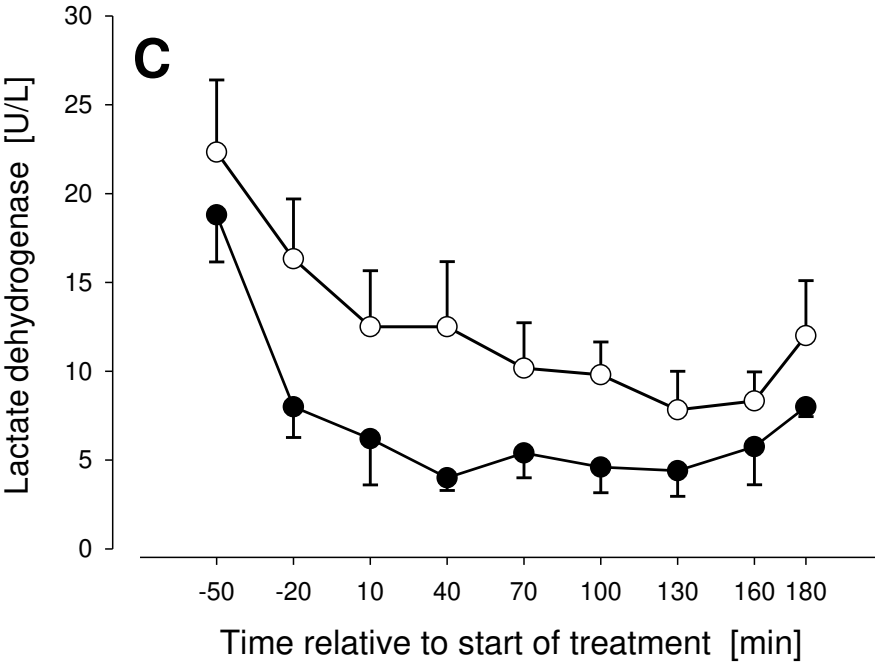 C
Lactate dehydrogenase [U/L]
30
25
20
15
10
5
0
-50 -20 10 40 70 100 130 160 180
Time relative to start of treatment [min]